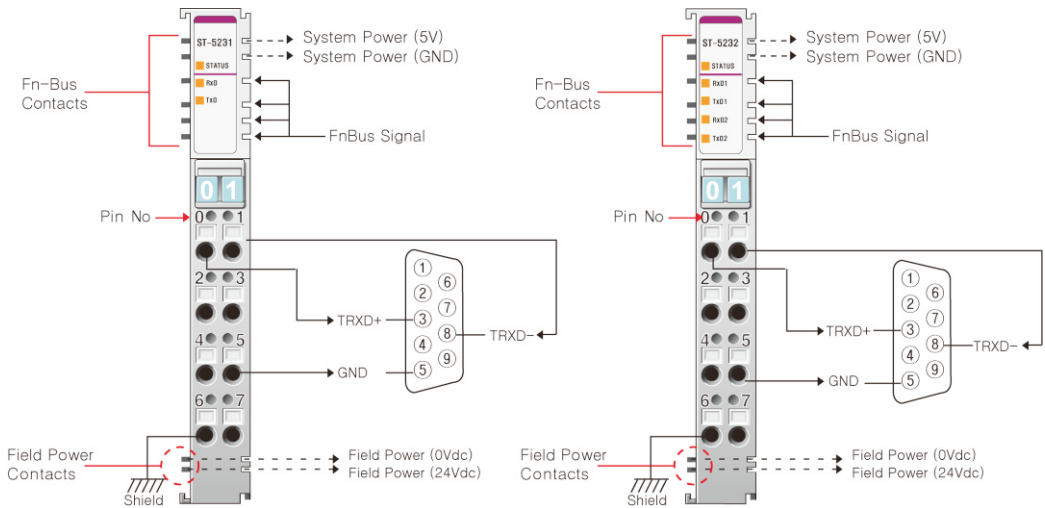 ST-5231
STATUS
RxD
TxD
System Power (5V)
System Power (GND)
Fn-Bus
Contacts
FnBus Signal
0 1
Pin No
0 1
2 3
4 5
6 7
TRXD+
TRXD-
GND
1
2
3
4
5
6
7
8
9
Field Power
Contacts
Shield
Field Power (0Vdc)
Field Power (24Vdc)
ST-5232
STATUS
RxD1
TxD1
RxD2
TxD2
System Power (5V)
System Power (GND)
Fn-Bus
Contacts
FnBus Signal
0 1
Pin No
0 1
2 3
4 5
6 7
TRXD+
TRXD-
GND
1
2
3
4
5
6
7
8
9
Field Power
Contacts
Shield
Field Power (0Vdc)
Field Power (24Vdc)